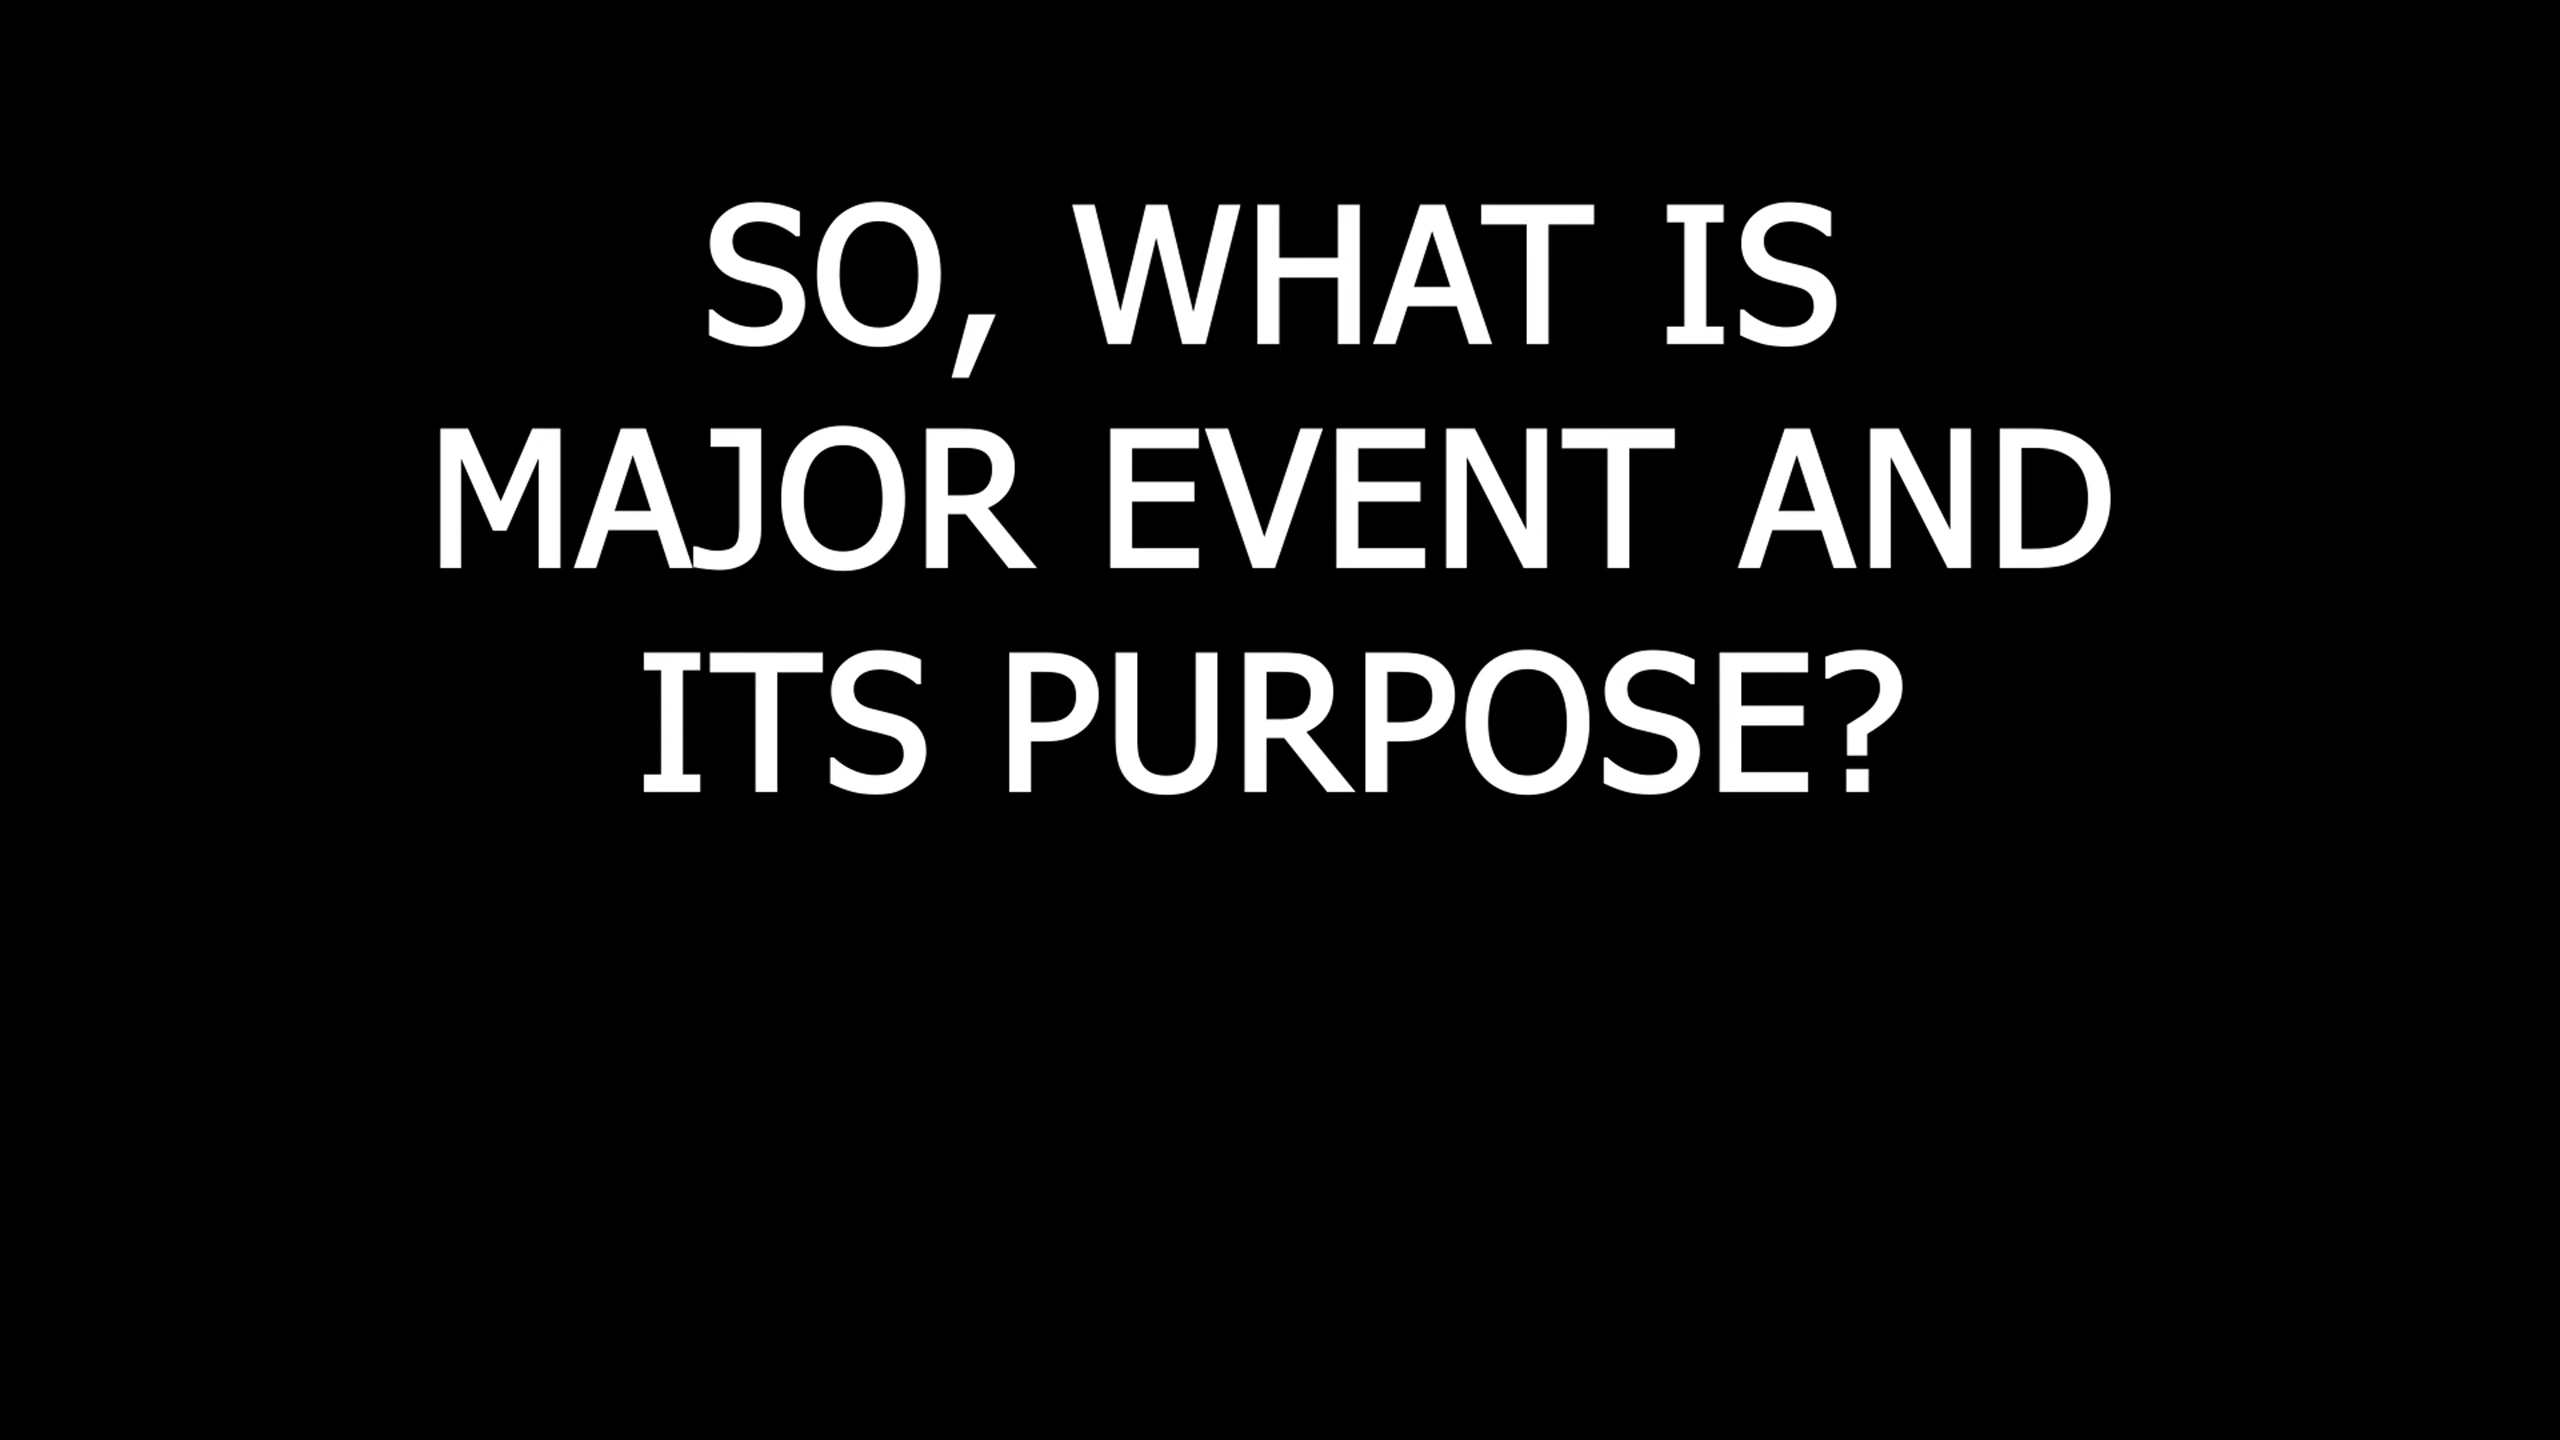 SO, WHAT IS
MAJOR EVENT AND
ITS PURPOSE?